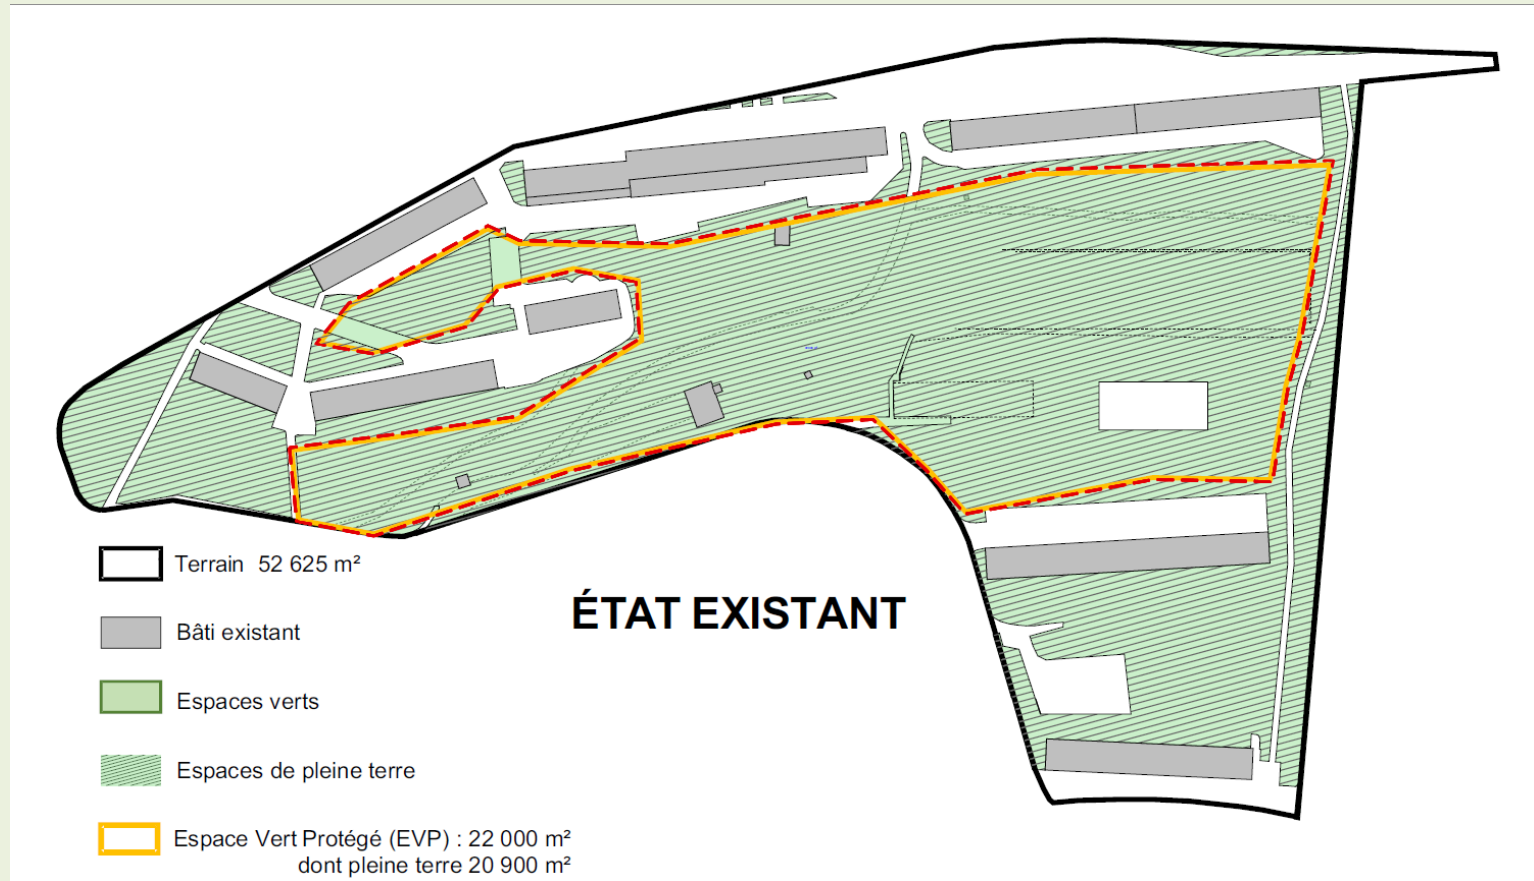 ÉTAT EXISTANT
Terrain 52 625 m²
Bâti existant
Espaces verts
Espaces de pleine terre
Espace Vert Protégé (EVP) : 22 000 m²
dont pleine terre 20 900 m²